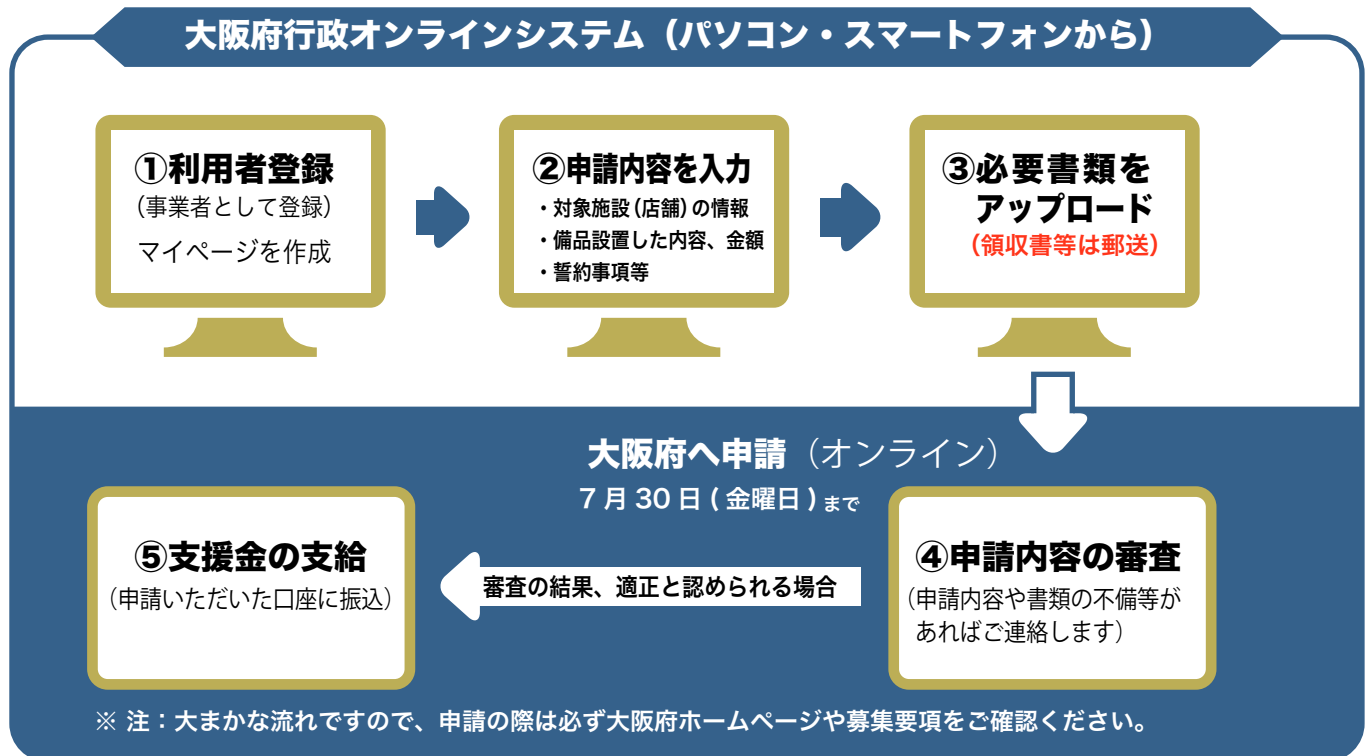 大阪府行政オンラインシステム（パソコン・スマートフォンから）
①利用者登録
（事業者として登録）
マイページを作成
②申請内容を入力
・対象施設(店舗)の情報
・備品設置した内容、金額
・誓約事項等
③必要書類を
アップロード
（領収書等は郵送）
大阪府へ申請（オンライン）
7月30日(金曜日)まで
④申請内容の審査
（申請内容や書類の不備等が
あればご連絡します）
審査の結果、適正と認められる場合
⑤支援金の支給
（申請いただいた口座に振込）
※ 注：大まかな流れですので、申請の際は必ず大阪府ホームページや募集要項をご確認ください。